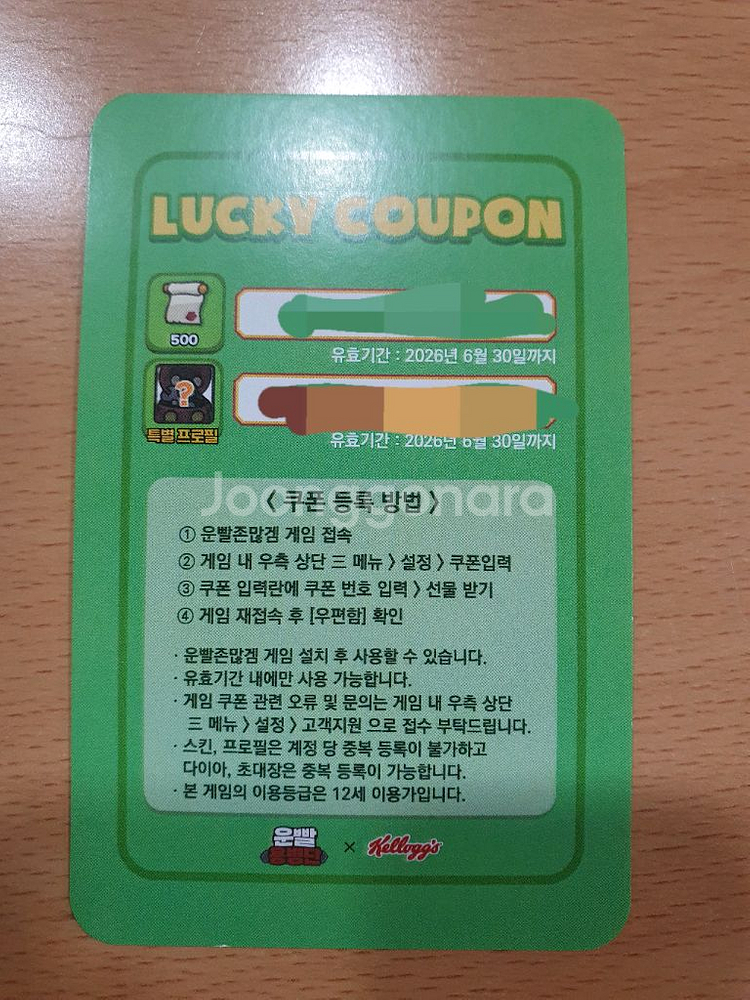 LUCKY COUPON
500
유효기간 : 2026년 6월 30일까지
?
특별 프로필
유효기간 : 2026년 6월 30일까지
Joonggonara
< 쿠폰 등록 방법 >
① 운빨존많겜 게임 접속
② 게임 내 우측 상단 三 메뉴 > 설정 > 쿠폰입력
③ 쿠폰 입력란에 쿠폰 번호 입력 > 선물 받기
④ 게임 재접속 후 [우편함] 확인
· 운빨존많겜 게임 설치 후 사용할 수 있습니다.
· 유효기간 내에만 사용 가능합니다.
· 게임 쿠폰 관련 오류 및 문의는 게임 내 우측 상단
三 메뉴 > 설정 > 고객지원 으로 접수 부탁드립니다.
· 스킨, 프로필은 계정 당 중복 등록이 불가하고
다이아, 초대장은 중복 등록이 가능합니다.
· 본 게임의 이용등급은 12세 이용가입니다.
운빨 × Kellogg's